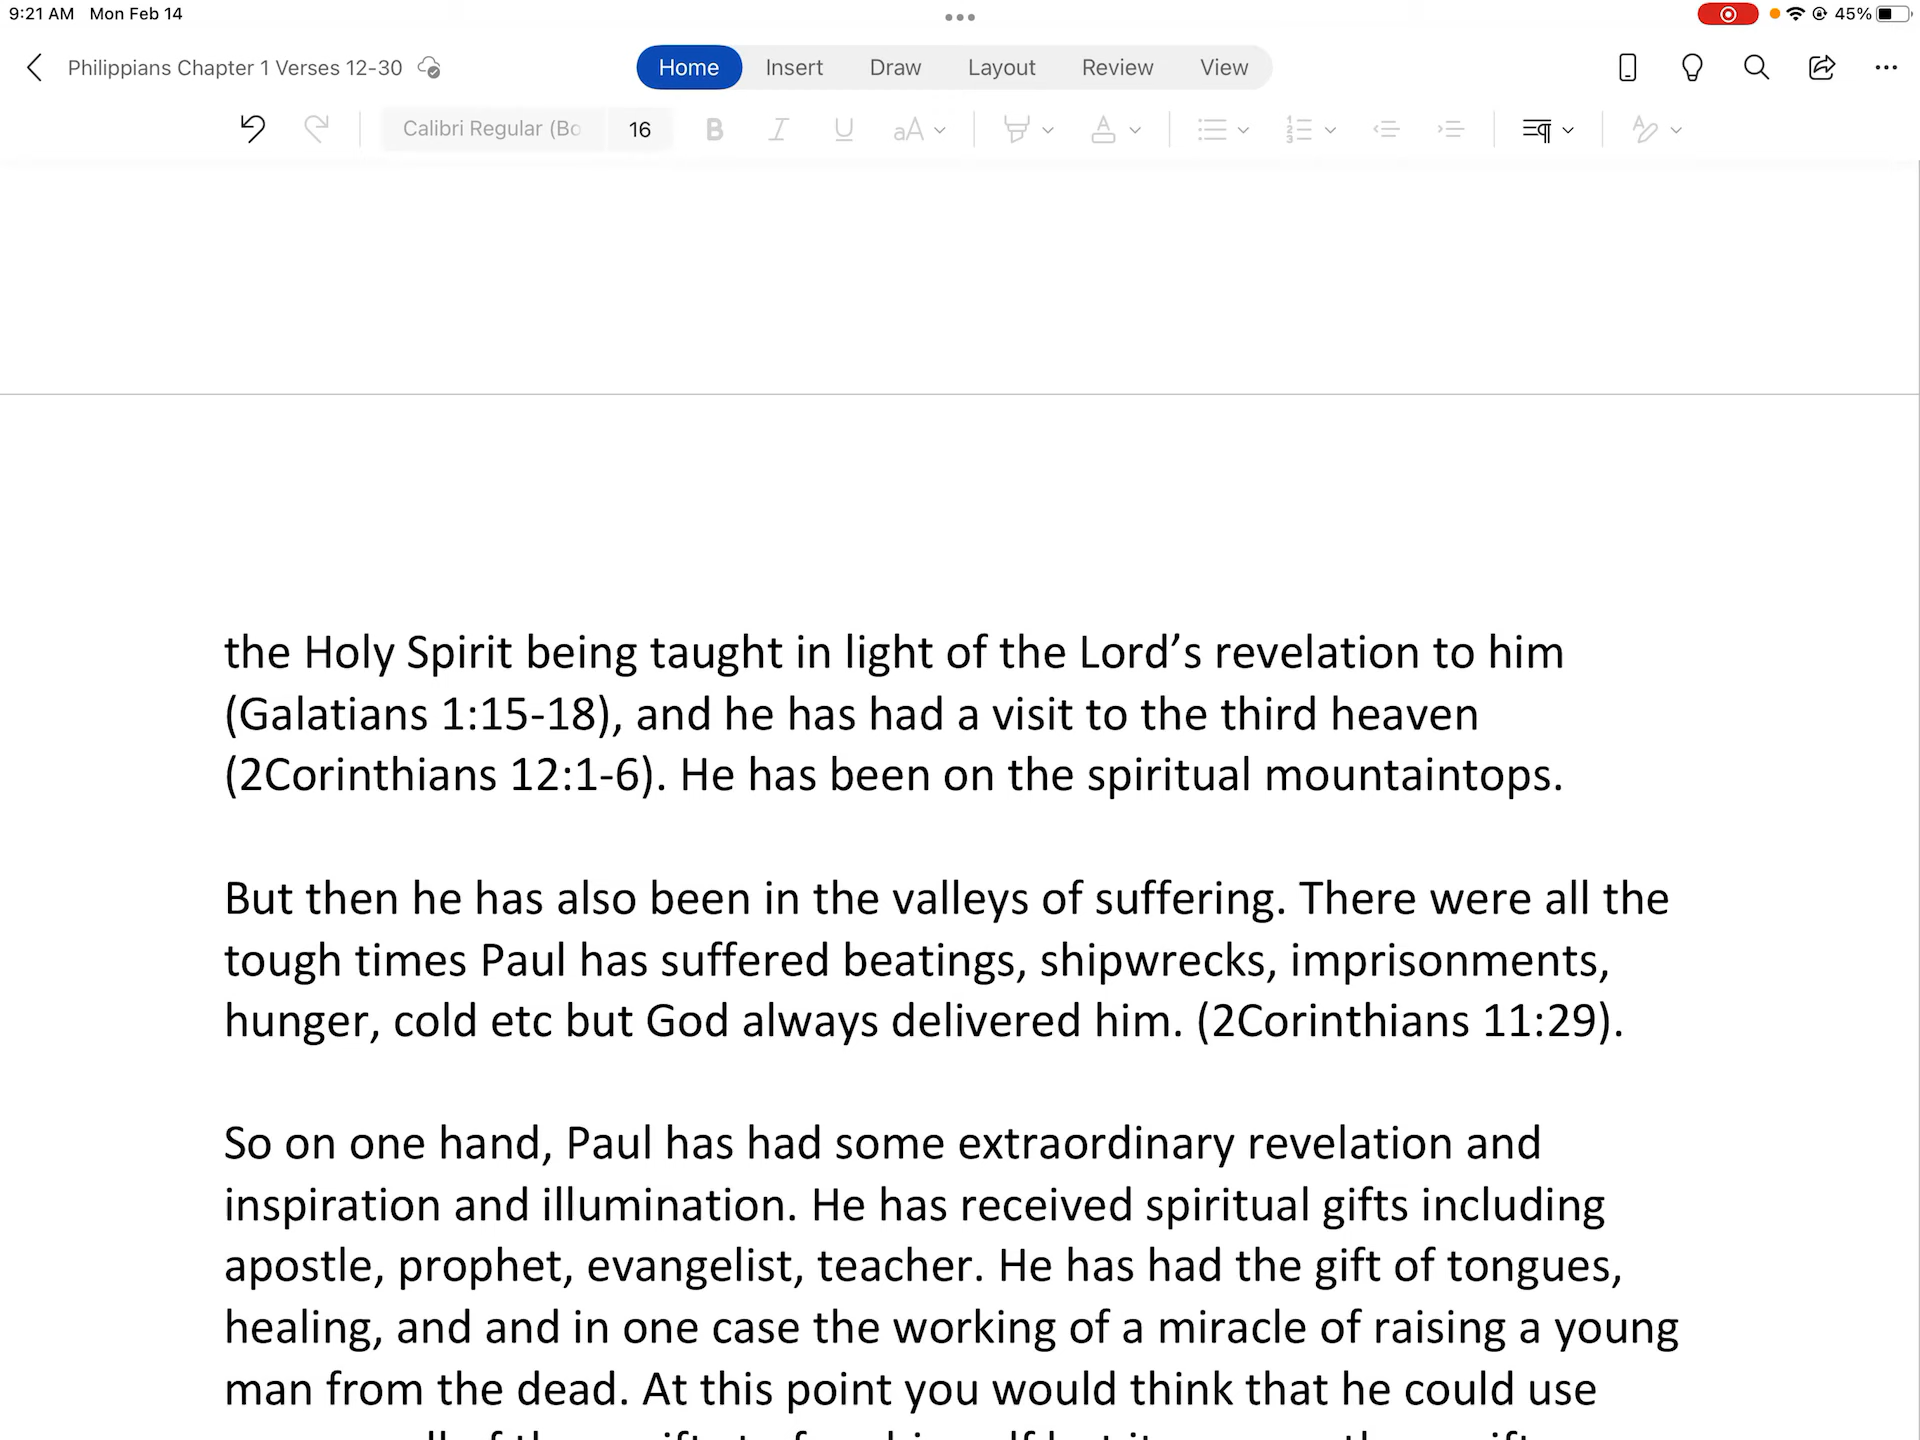 9:21 AM Mon Feb 14
45%
Philippians Chapter 1 Verses 12-30
Home Insert Draw Layout Review View
Calibri Regular (Bo 16 B I U aA A
the Holy Spirit being taught in light of the Lord’s revelation to him
(Galatians 1:15-18), and he has had a visit to the third heaven
(2Corinthians 12:1-6). He has been on the spiritual mountaintops.
But then he has also been in the valleys of suffering. There were all the
tough times Paul has suffered beatings, shipwrecks, imprisonments,
hunger, cold etc but God always delivered him. (2Corinthians 11:29).
So on one hand, Paul has had some extraordinary revelation and
inspiration and illumination. He has received spiritual gifts including
apostle, prophet, evangelist, teacher. He has had the gift of tongues,
healing, and and in one case the working of a miracle of raising a young
man from the dead. At this point you would think that he could use